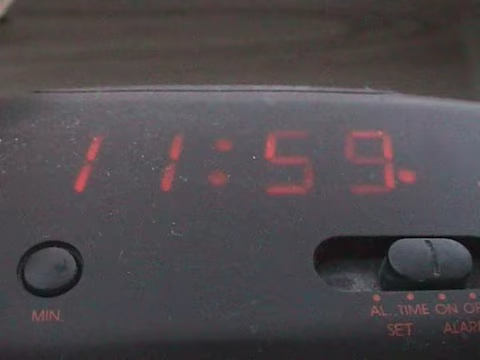 11:59.
MIN.
AL. TIME ON OF
SET ALAR